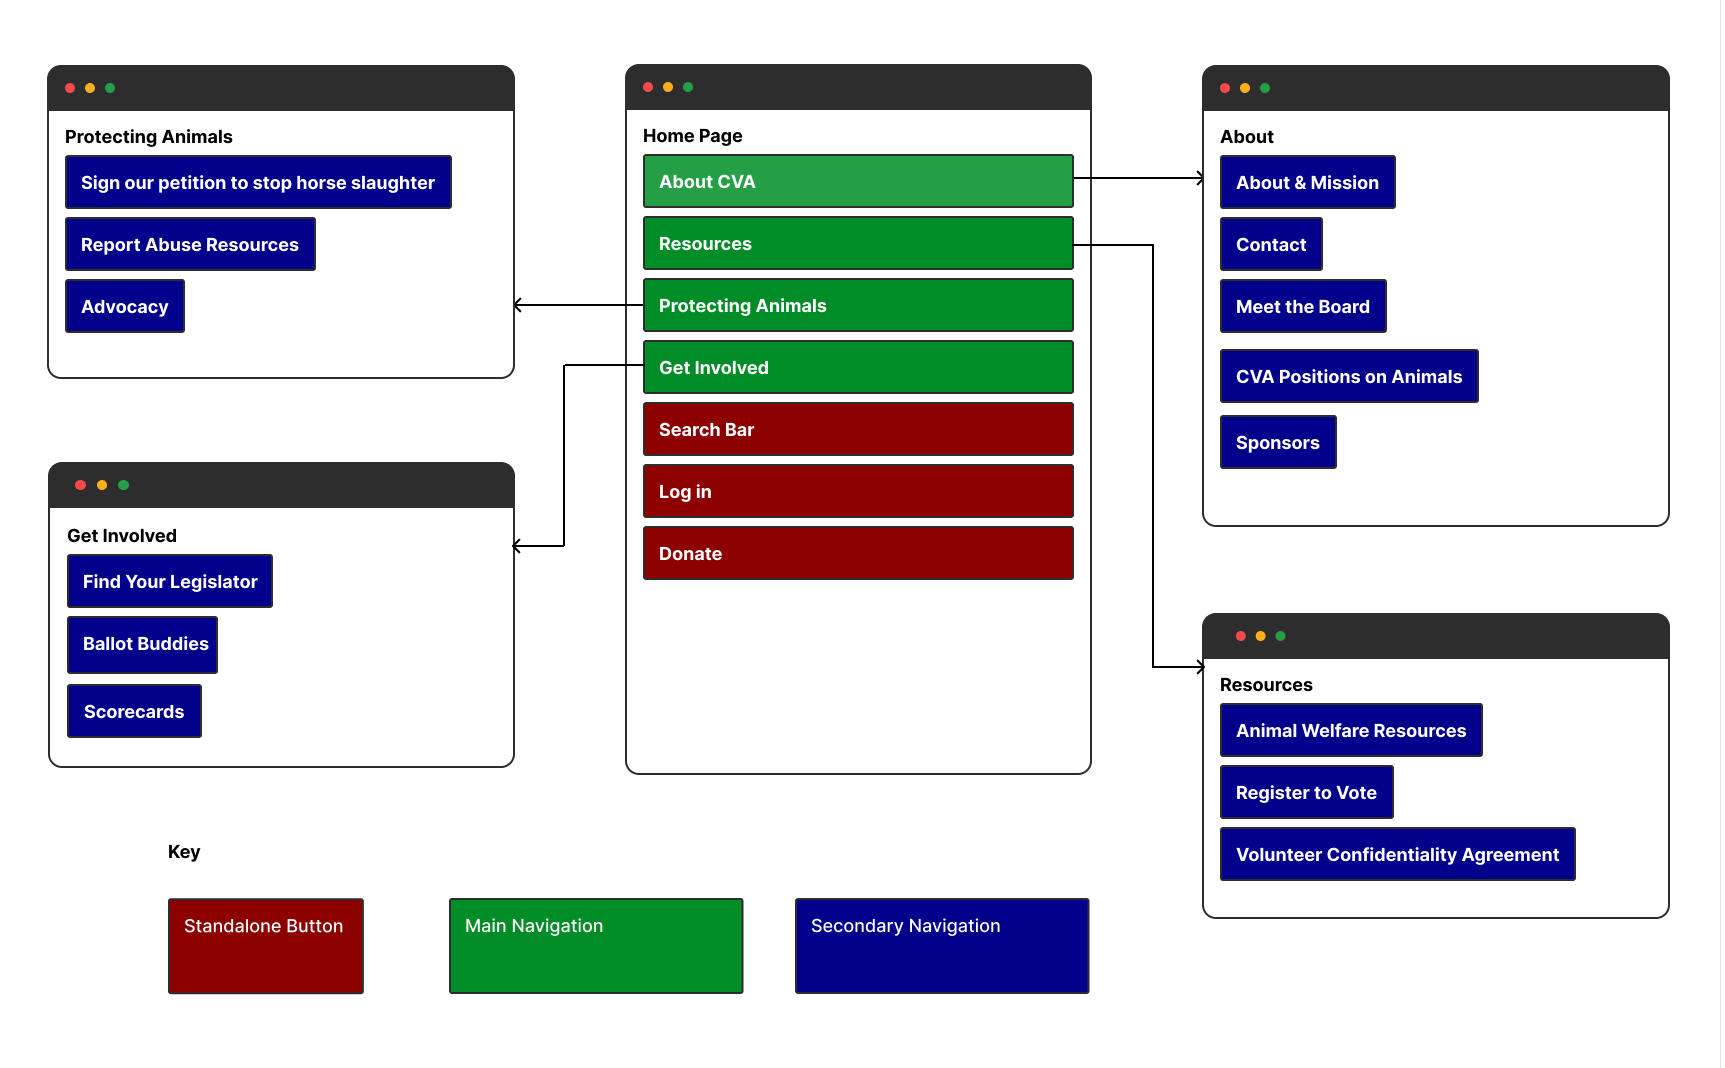 Protecting Animals
Sign our petition to stop horse slaughter
Report Abuse Resources
Advocacy
Get Involved
Find Your Legislator
Ballot Buddies
Scorecards
Home Page
About CVA
Resources
Protecting Animals
Get Involved
Search Bar
Log in
Donate
About
About & Mission
Contact
Meet the Board
CVA Positions on Animals
Sponsors
Resources
Animal Welfare Resources
Register to Vote
Volunteer Confidentiality Agreement
Key
Standalone Button
Main Navigation
Secondary Navigation